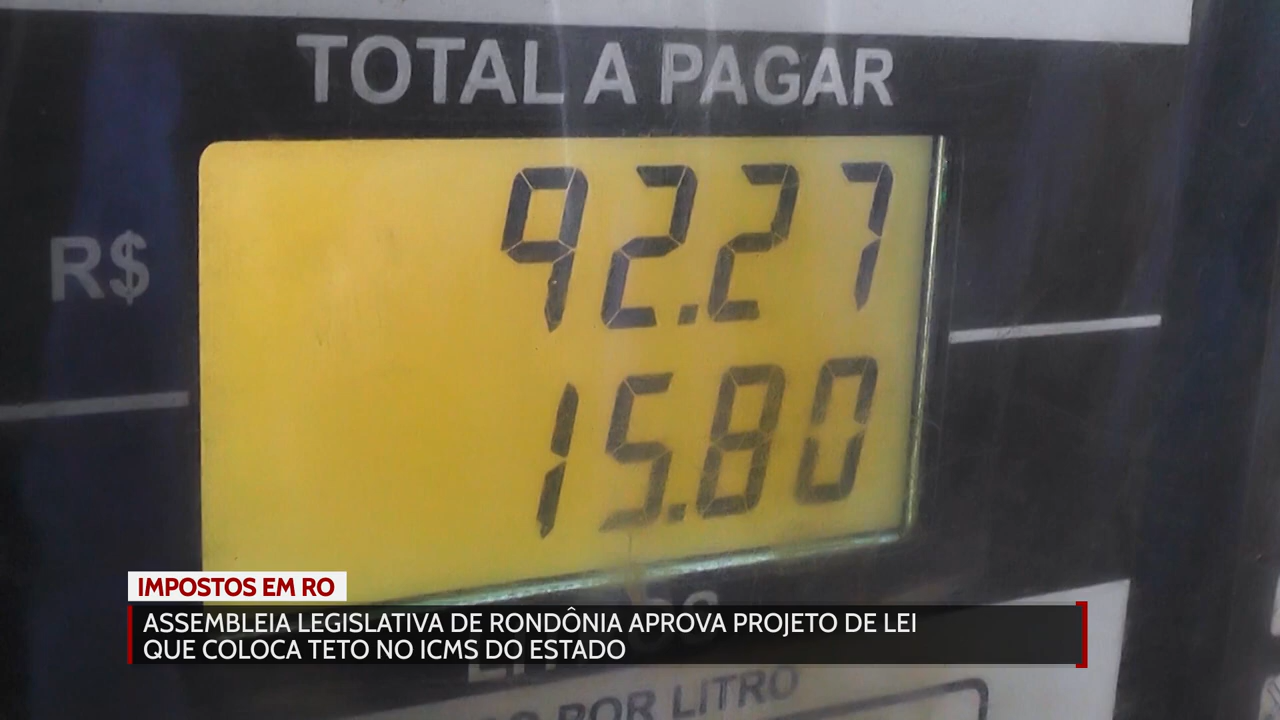 TOTAL A PAGAR
92.27
R$
15.80
IMPOSTOS EM RO
ASSEMBLEIA LEGISLATIVA DE RONDÔNIA APROVA PROJETO DE LEI
QUE COLOCA TETO NO ICMS DO ESTADO
POR LITRO